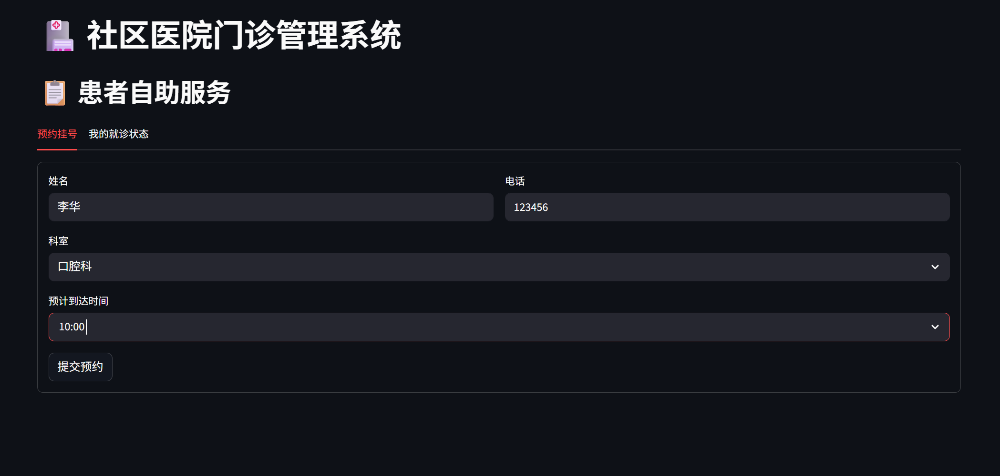 社区医院门诊管理系统
患者自助服务
预约挂号 我的就诊状态
姓名 电话
李华 123456
科室
口腔科
预计到达时间
10:00
提交预约